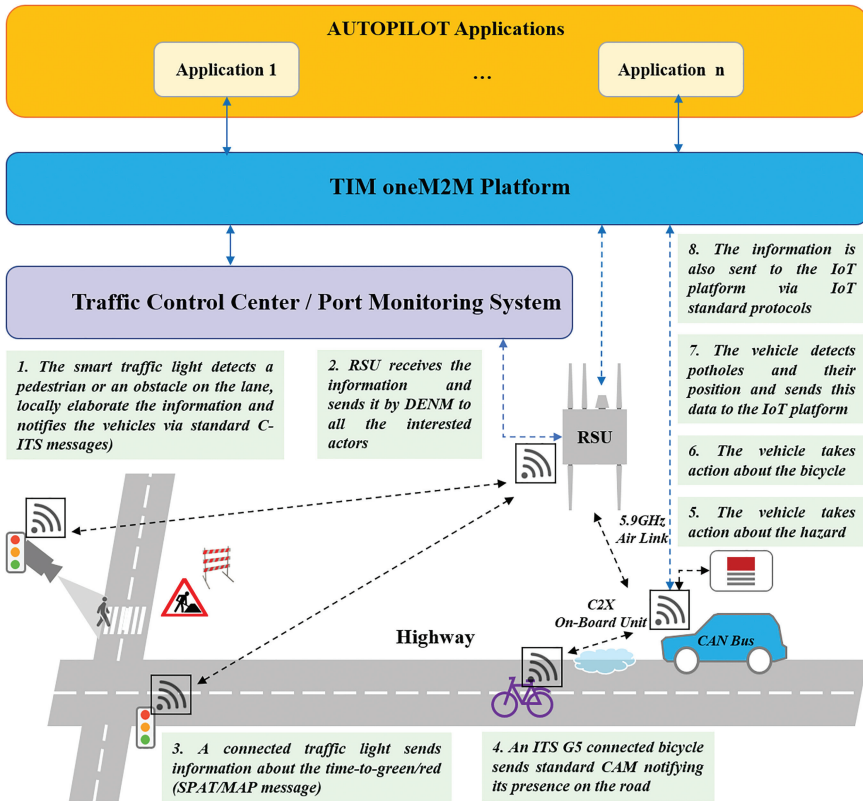 AUTOPILOT Applications
Application 1
...
Application n
TIM oneM2M Platform
Traffic Control Center / Port Monitoring System
8. The information is
also sent to the IoT
platform via IoT
standard protocols
1. The smart traffic light detects a
pedestrian or an obstacle on the lane,
locally elaborate the information and
notifies the vehicles via standard C-
ITS messages)
2. RSU receives the
information and
sends it by DENM to
all the interested
actors
7. The vehicle detects
potholes and their
position and sends this
data to the IoT platform
RSU
6. The vehicle takes
action about the bicycle
5. The vehicle takes
action about the hazard
5.9GHz
Air Link
C2X
On-Board Unit
Highway
CAN Bus
3. A connected traffic light sends
information about the time-to-green/red
(SPAT/MAP message)
4. An ITS G5 connected bicycle
sends standard CAM notifying
its presence on the road